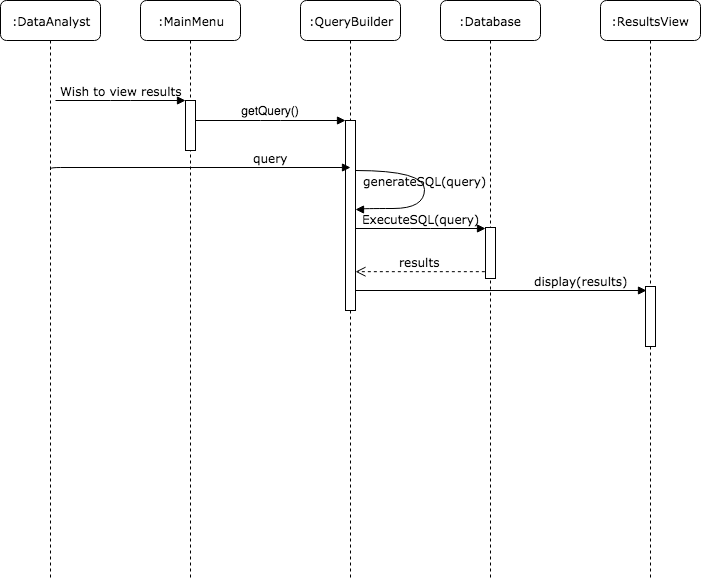 :DataAnalyst
:MainMenu
:QueryBuilder
:Database
:ResultsView
Wish to view results
getQuery()
query
generateSQL(query)
ExecuteSQL(query)
results
display(results)